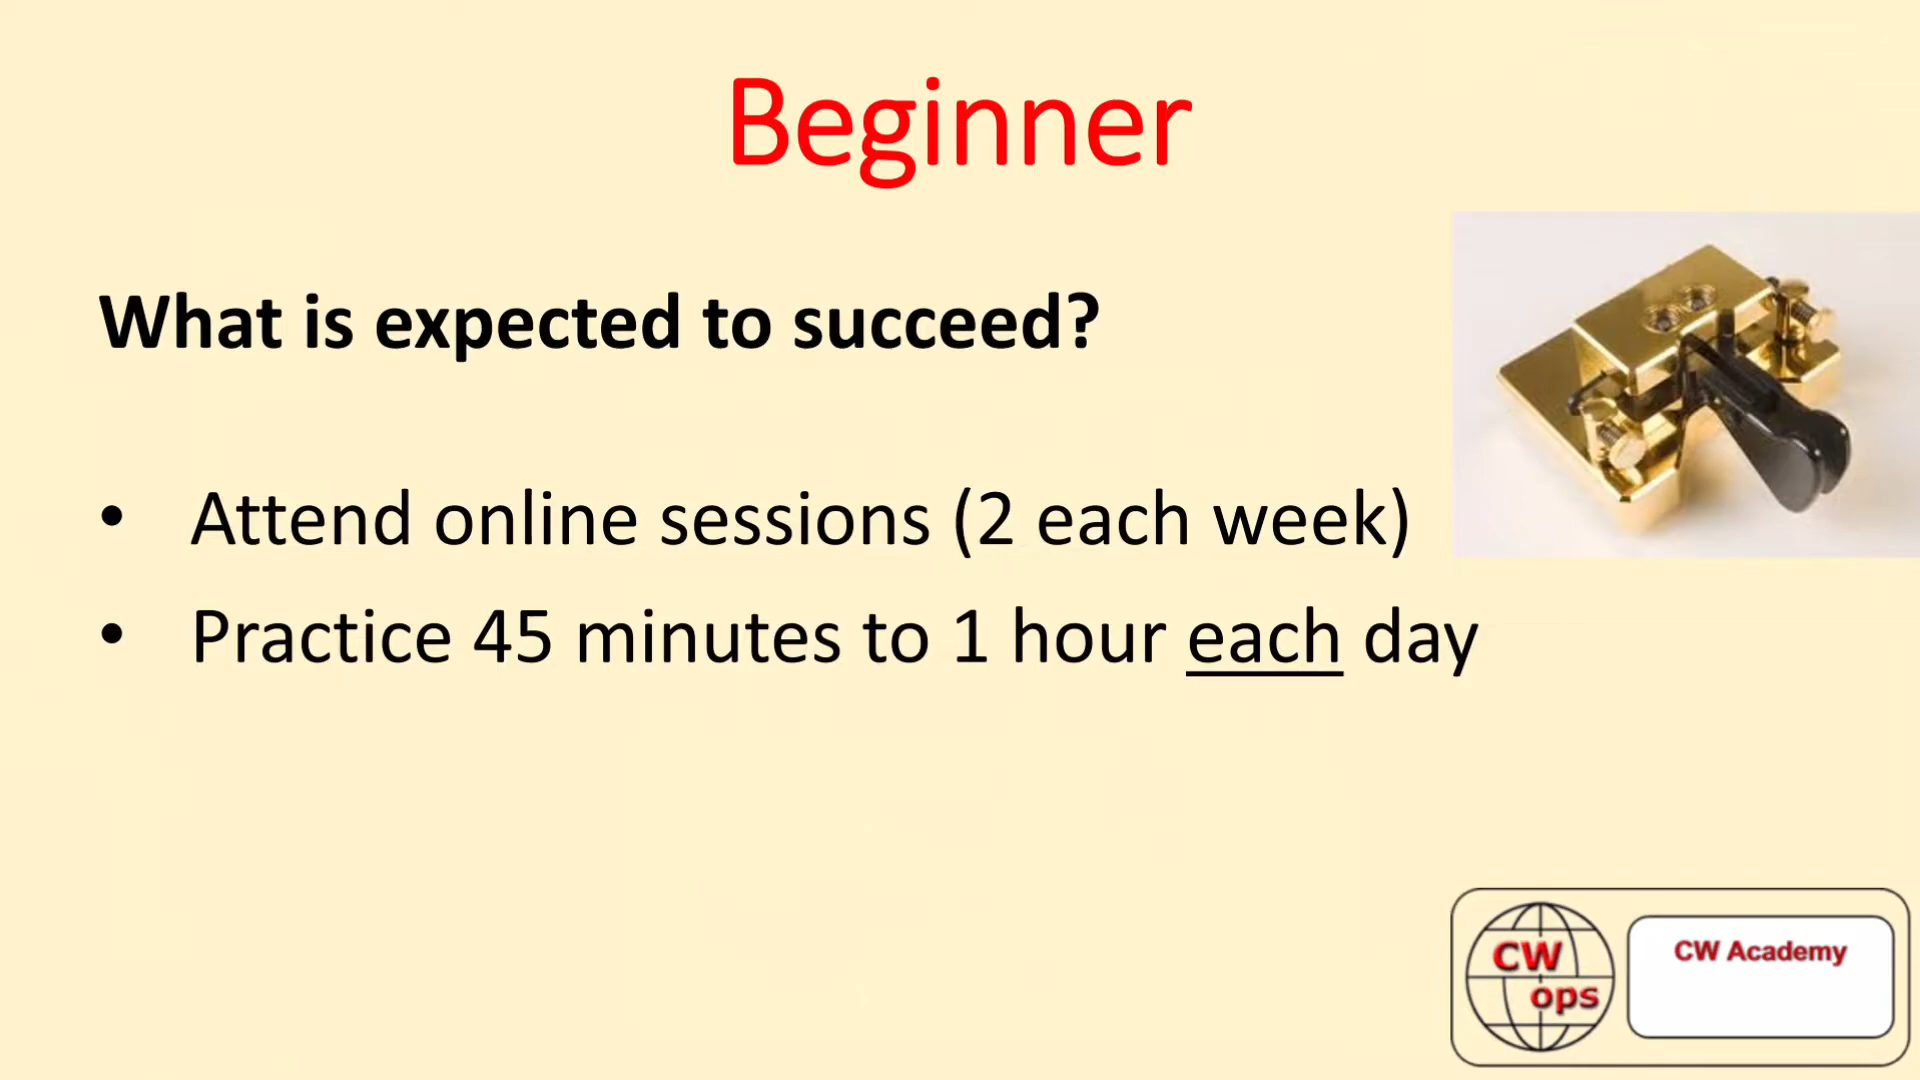 Beginner
What is expected to succeed?
• Attend online sessions (2 each week)
• Practice 45 minutes to 1 hour each day
CW
ops
CW Academy